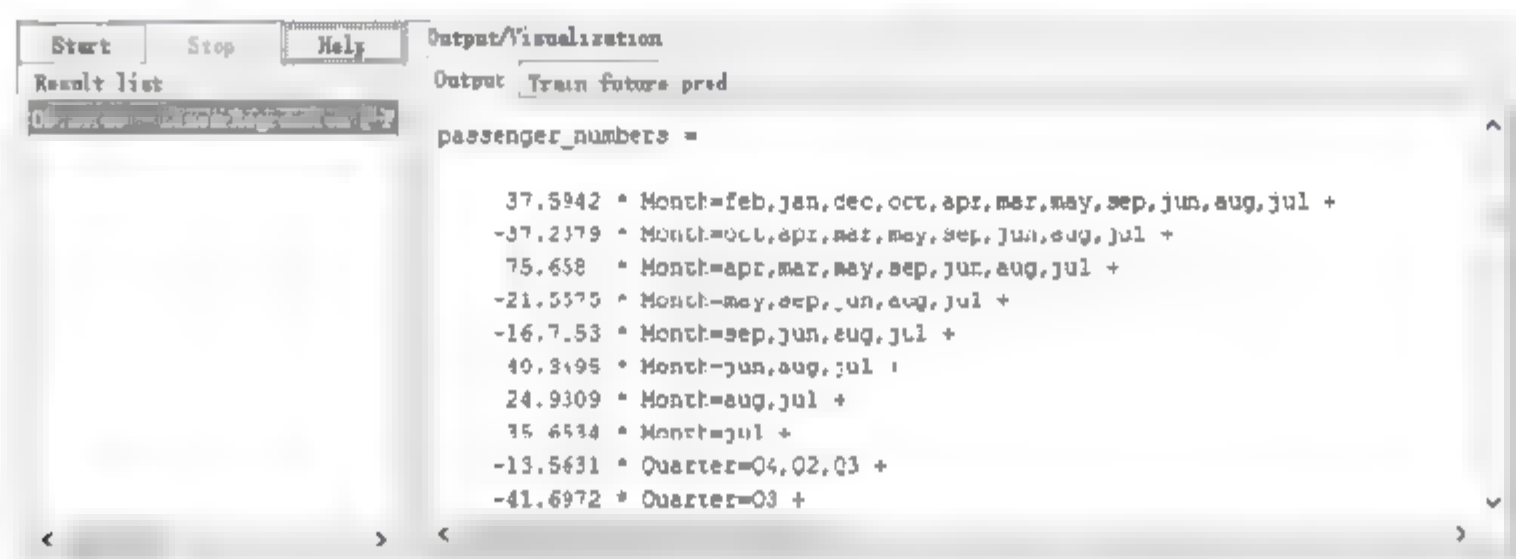 Start Stop Help
Output/Visualization
Result list
Output Train future pred
passenger_numbers =
37.5942 * Month=feb,jan,dec,oct,apr,mar,may,sep,jun,aug,jul +
-37.2379 * Month=oct,apr,mar,may,sep,jun,aug,jul +
75.658 * Month=apr,mar,may,sep,jun,aug,jul +
-21.5575 * Month=may,sep,jun,aug,jul +
* Month=sep,jun,aug,jul +
* Month=jun,aug,jul +
24.9309 * Month=aug,jul +
35.6534 * Month=jul +
-13.5631 * Quarter=Q4,Q2,Q3 +
-41.6972 * Quarter=Q3 +